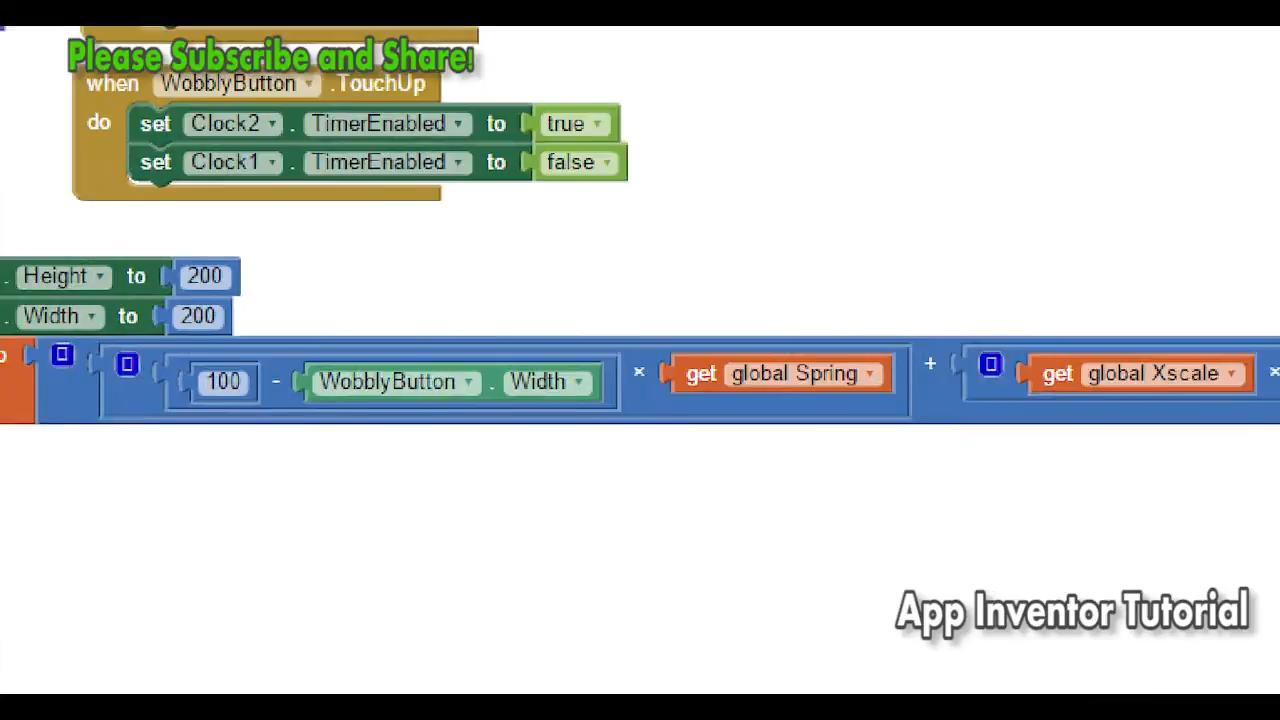 Please Subscribe and Share!
when WobblyButton .TouchUp
do set Clock2 . TimerEnabled to true
set Clock1 . TimerEnabled to false
. Height to 200
. Width to 200
100 - WobblyButton . Width × get global Spring + get global Xscale ×
App Inventor Tutorial